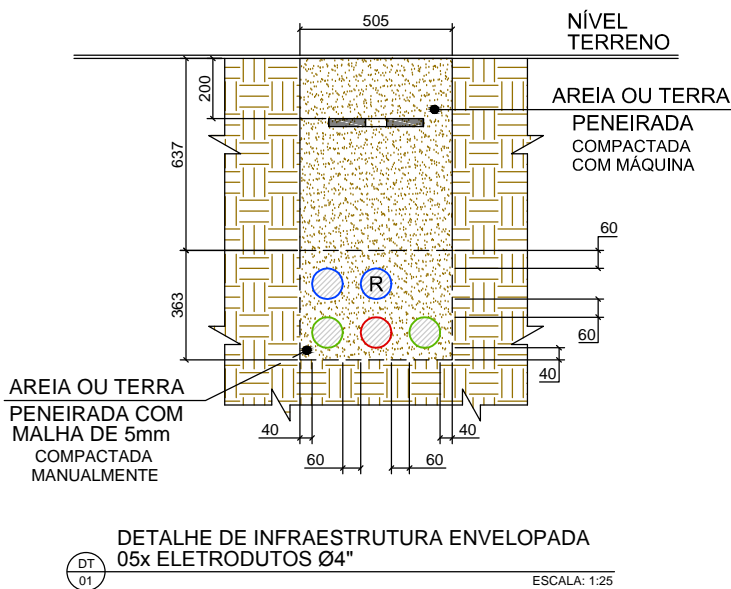 505
NÍVEL
TERRENO
200
AREIA OU TERRA
PENEIRADA
COMPACTADA
COM MÁQUINA
637
60
363
R
60
40
AREIA OU TERRA
PENEIRADA COM
MALHA DE 5mm
COMPACTADA
MANUALMENTE
40
40
60
60
DETALHE DE INFRAESTRUTURA ENVELOPADA
05x ELETRODUTOS Ø4"
DT
01
ESCALA: 1:25